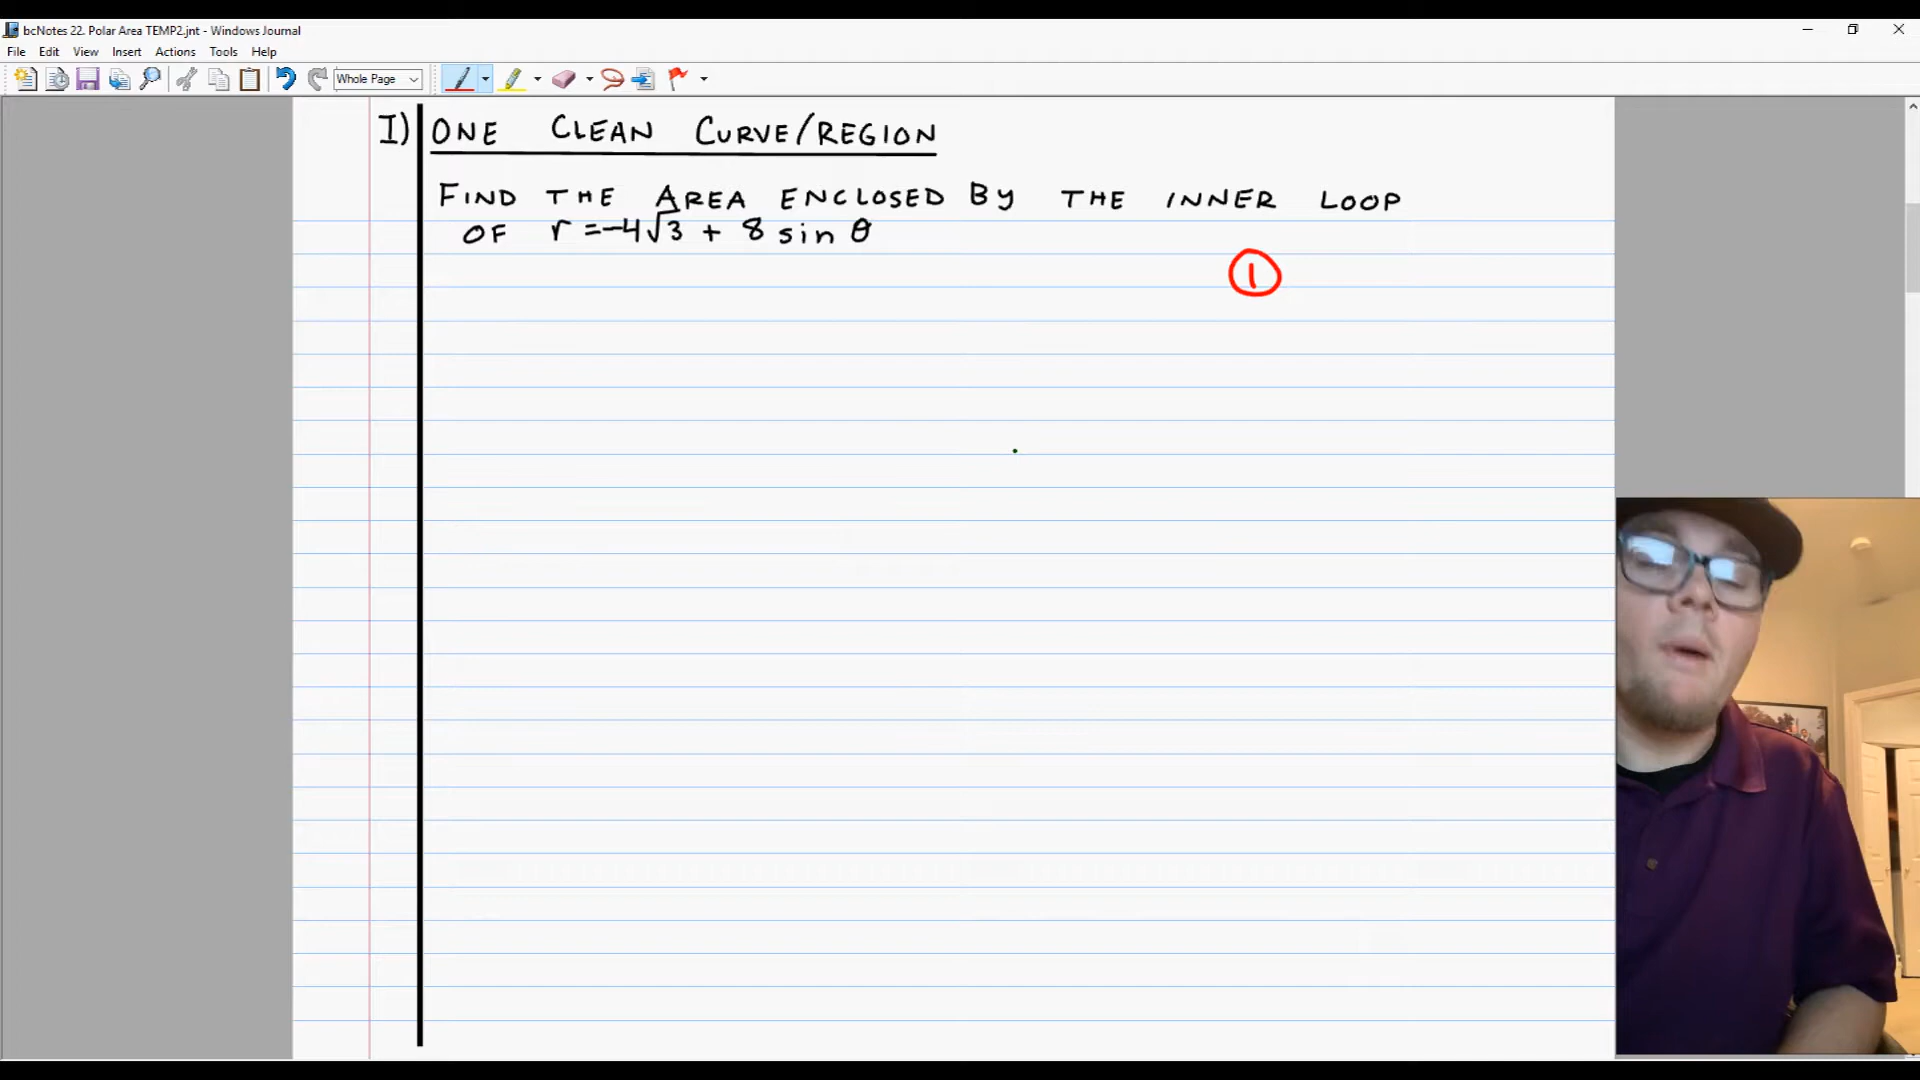 bcNotes 22. Polar Area TEMP2.jnt - Windows Journal
File Edit View Insert Actions Tools Help
Whole Page
I) ONE CLEAN CURVE/REGION
FIND THE AREA ENCLOSED BY THE INNER LOOP
OF r = -4√3 + 8 sin θ
1